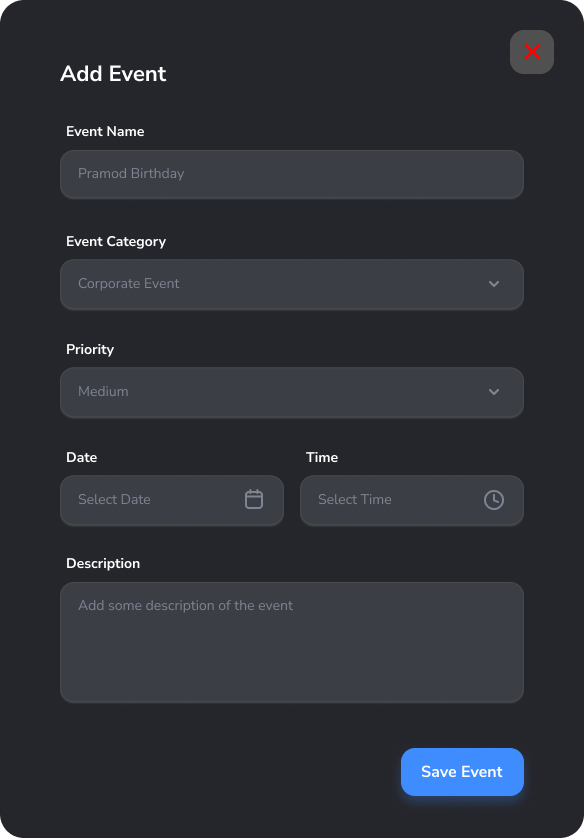 Add Event
Event Name
Pramod Birthday
Event Category
Corporate Event
Priority
Medium
Date
Time
Select Date
Select Time
Description
Add some description of the event
Save Event